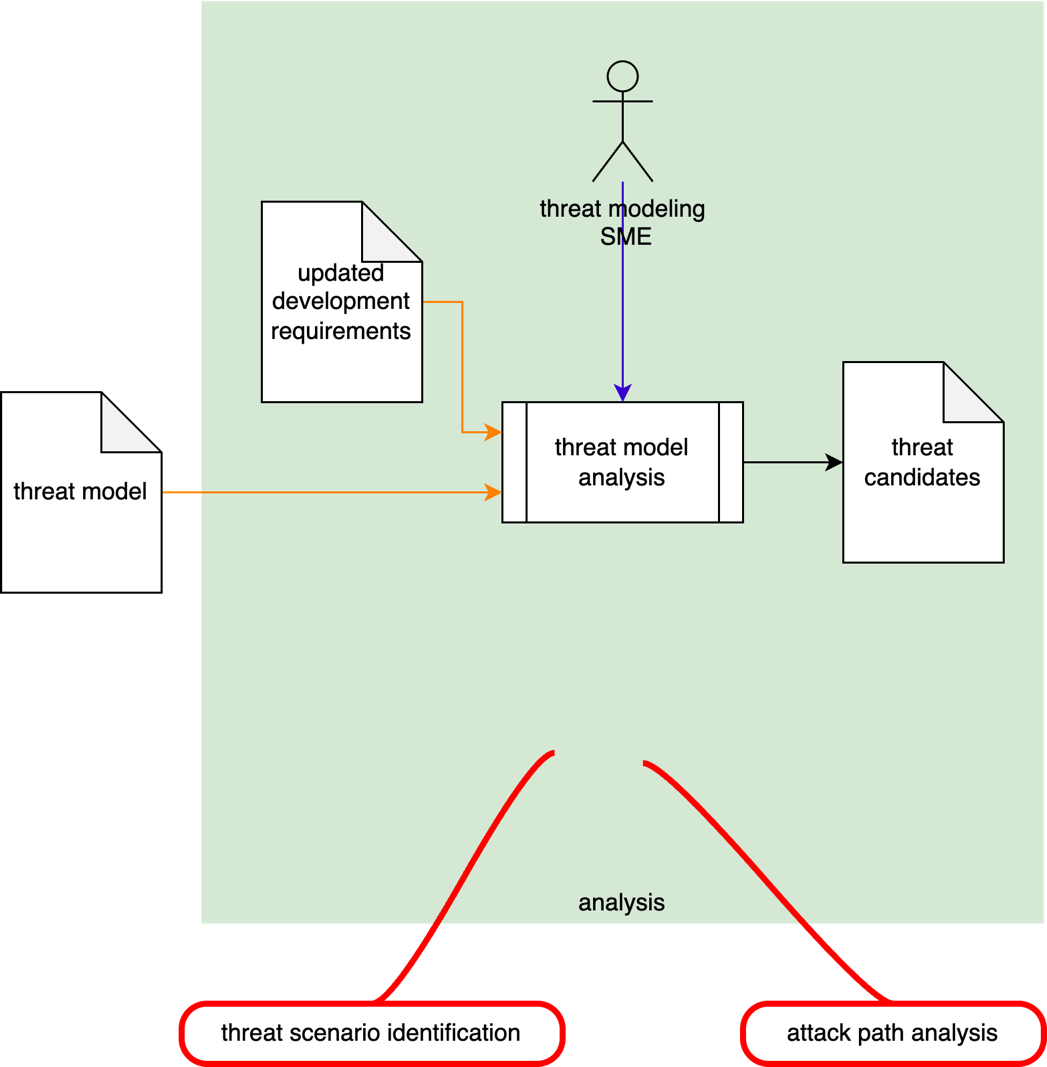 threat modeling
SME
updated
development
requirements
threat model
threat model
analysis
threat
candidates
analysis
threat scenario identification
attack path analysis